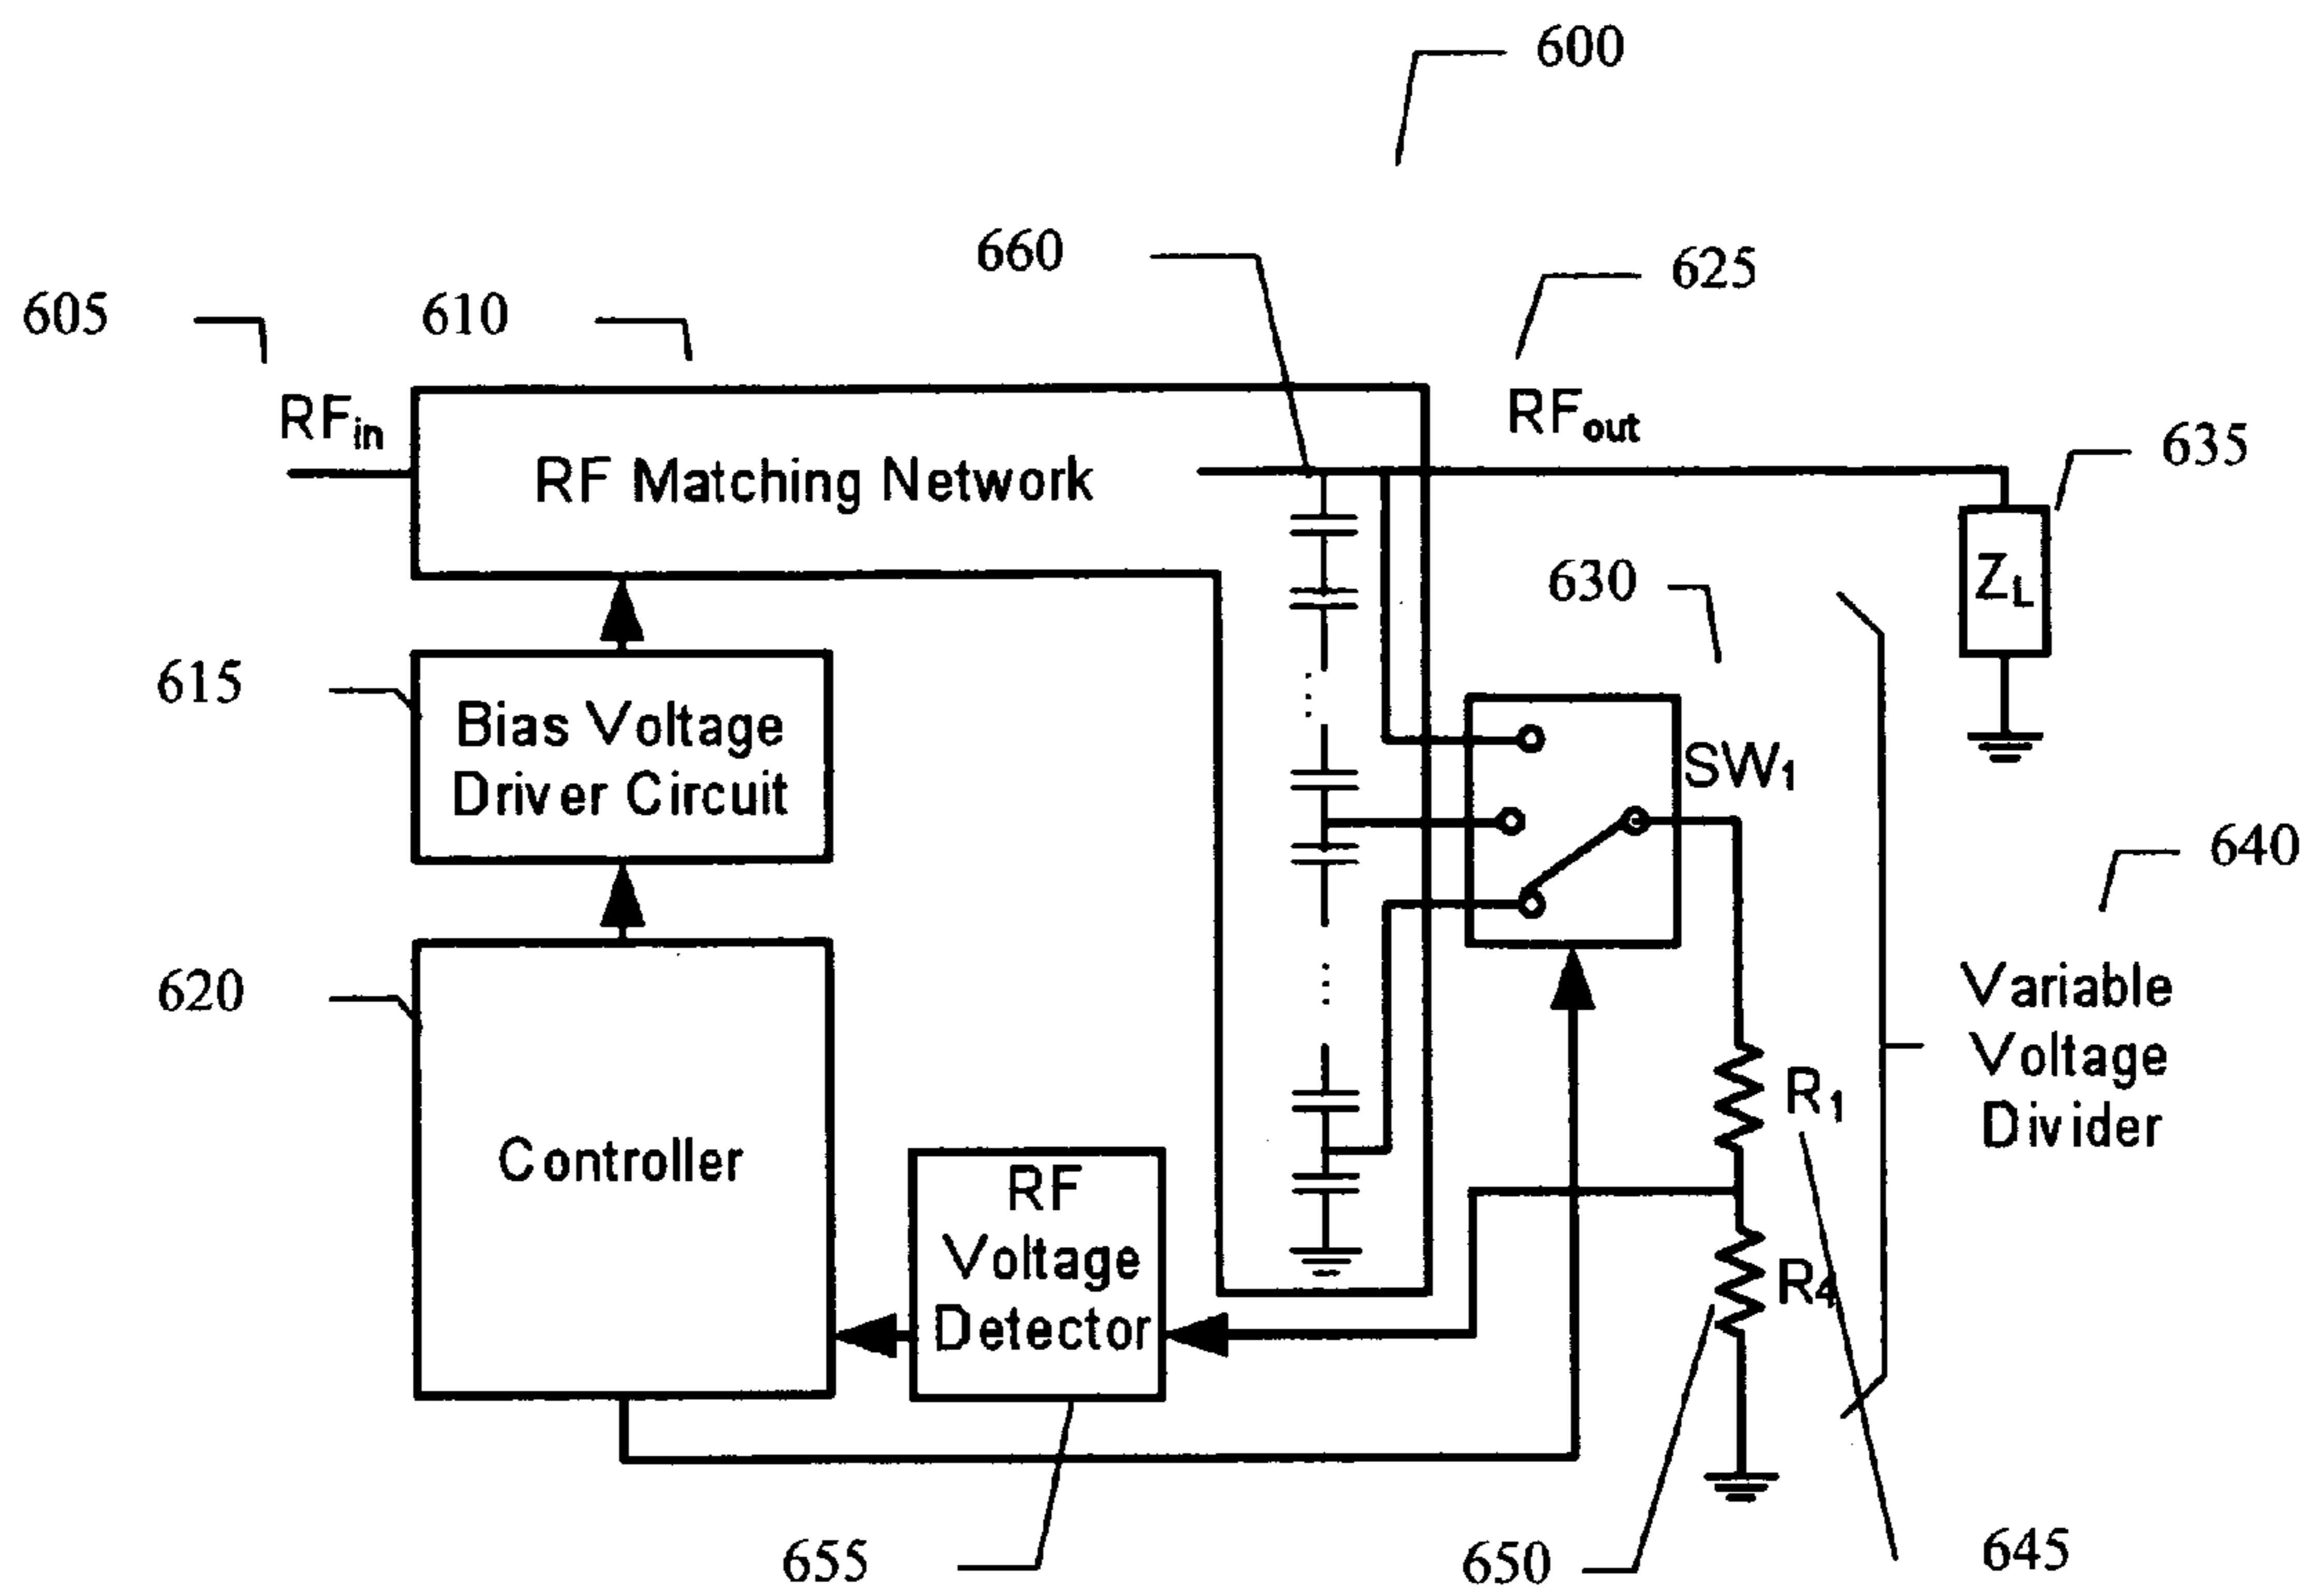 600
660
625
605
610
RFin
RFout
635
RF Matching Network
ZL
630
615
Bias Voltage
Driver Circuit
SW1
640
620
Variable
Voltage
Divider
R1
Controller
RF
Voltage
Detector
R4
655
650
645